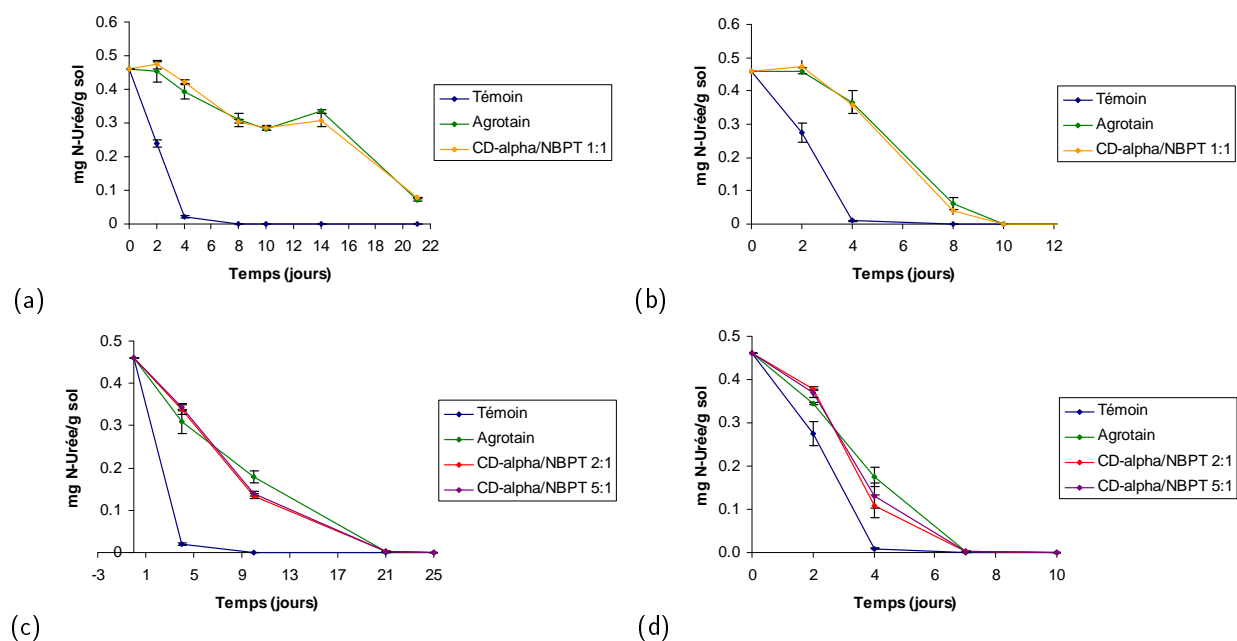 mg N-Urée/g sol
0.6
0.5
0.4
0.3
0.2
0.1
0
0 2 4 6 8 10 12 14 16 18 20 22
Temps (jours)
Témoin
Agrotain
CD-alpha/NBPT 1:1
(a)
mg N-Urée/g sol
0.6
0.5
0.4
0.3
0.2
0.1
0
0 2 4 6 8 10 12
Temps (jours)
Témoin
Agrotain
CD-alpha/NBPT 1:1
(b)
mg N-Urée/g sol
0.5
0.4
0.3
0.2
0.1
0
-3 1 5 9 13 17 21 25
Temps (jours)
Témoin
Agrotain
CD-alpha/NBPT 2:1
CD-alpha/NBPT 5:1
(c)
mg N-Urée/g sol
0.5
0.4
0.3
0.2
0.1
0.0
0 2 4 6 8 10
Temps (jours)
Témoin
Agrotain
CD-alpha/NBPT 2:1
CD-alpha/NBPT 5:1
(d)